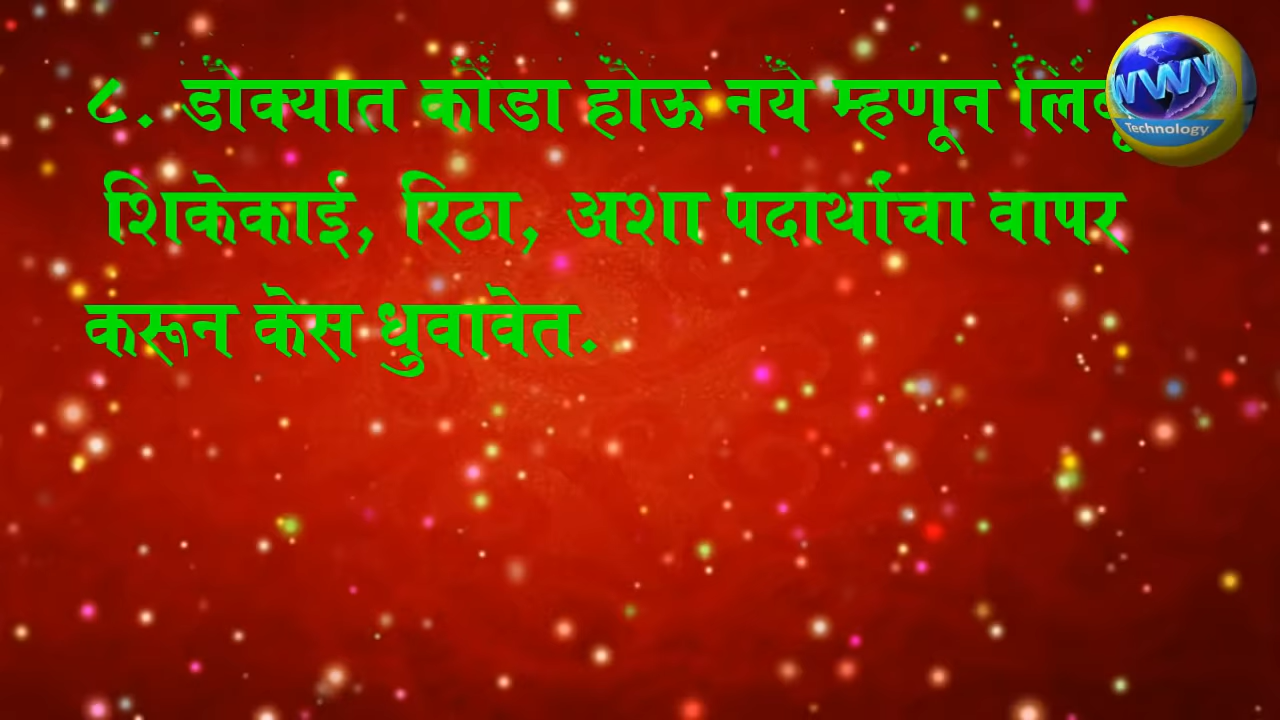 ८. डोक्यात कोंडा होऊ नये म्हणून
शिकेकाई, रिठा, अशा पदार्थांचा वापर
करून केस धुवावेत.
WWW
Technology